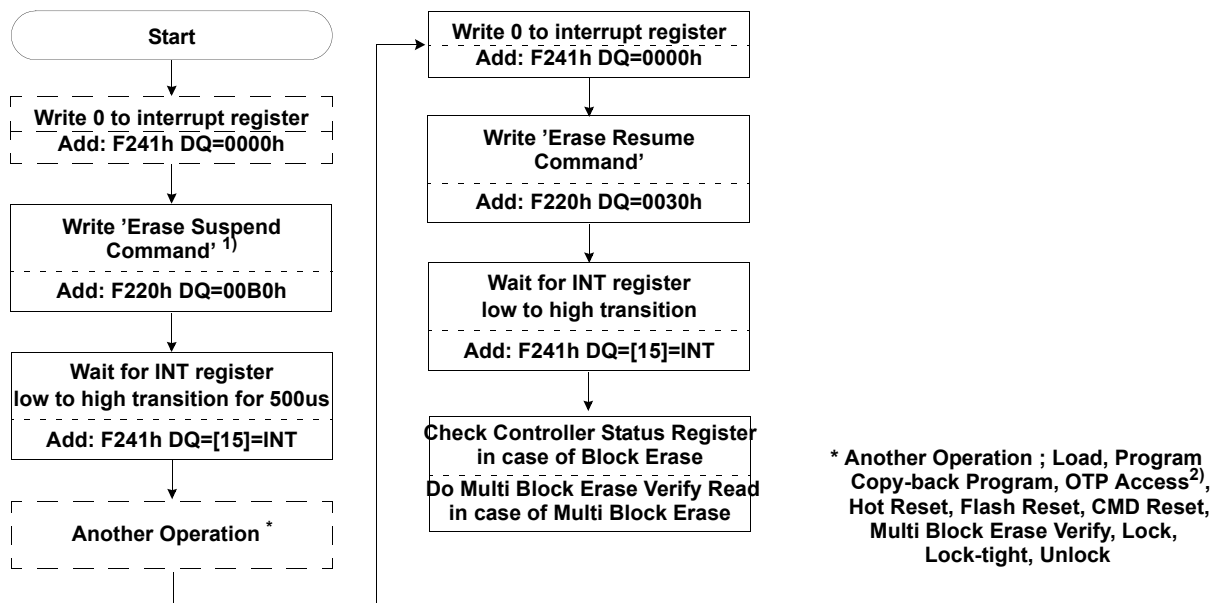 Start
Write 0 to interrupt register
Add: F241h DQ=0000h
Write ’Erase Suspend
Command’ 1)
Add: F220h DQ=00B0h
Wait for INT register
low to high transition for 500us
Add: F241h DQ=[15]=INT
Another Operation *
Write 0 to interrupt register
Add: F241h DQ=0000h
Write ’Erase Resume
Command’
Add: F220h DQ=0030h
Wait for INT register
low to high transition
Add: F241h DQ=[15]=INT
Check Controller Status Register
in case of Block Erase
Do Multi Block Erase Verify Read
in case of Multi Block Erase
* Another Operation ; Load, Program
Copy-back Program, OTP Access2),
Hot Reset, Flash Reset, CMD Reset,
Multi Block Erase Verify, Lock,
Lock-tight, Unlock